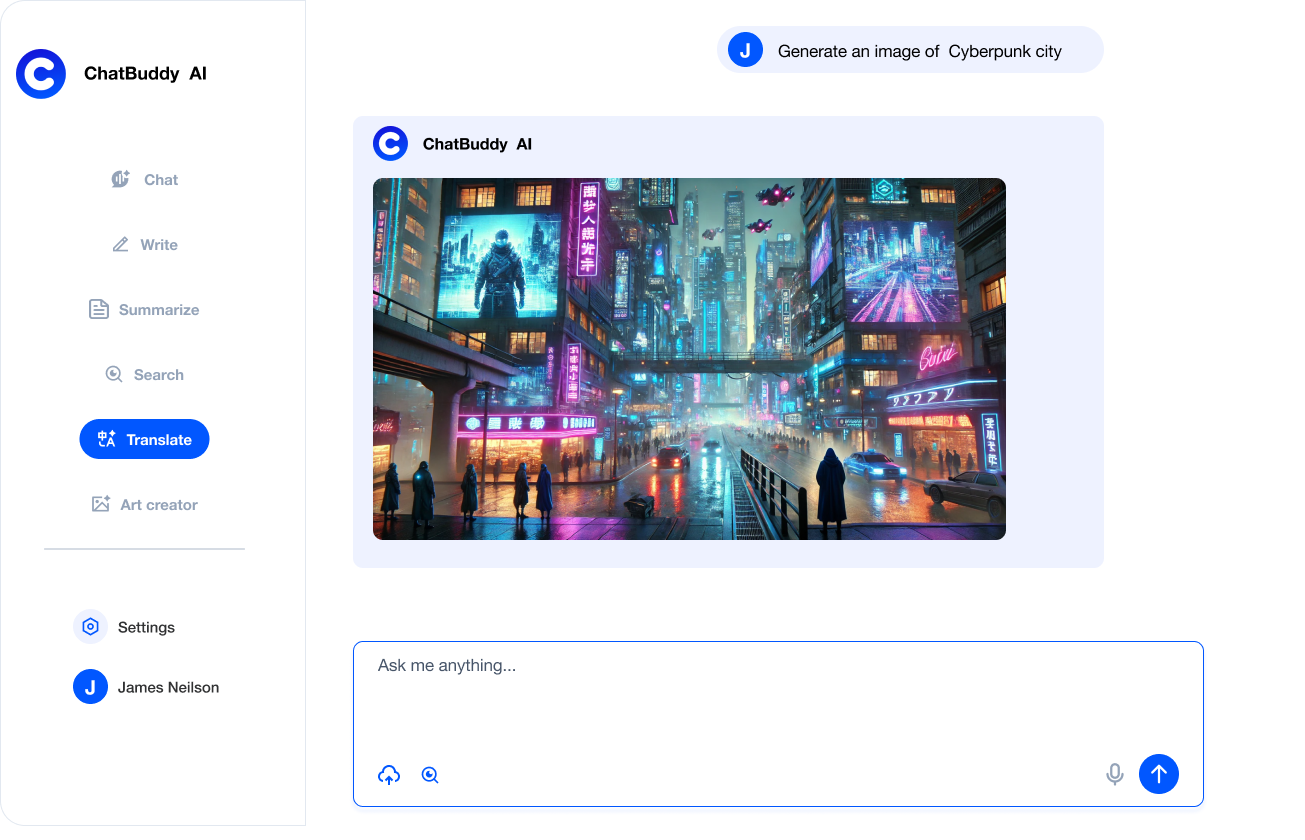 ChatBuddy AI
Chat
Write
Summarize
Search
Translate
Art creator
Settings
J
James Neilson
J
Generate an image of Cyberpunk city
ChatBuddy AI
Ask me anything...